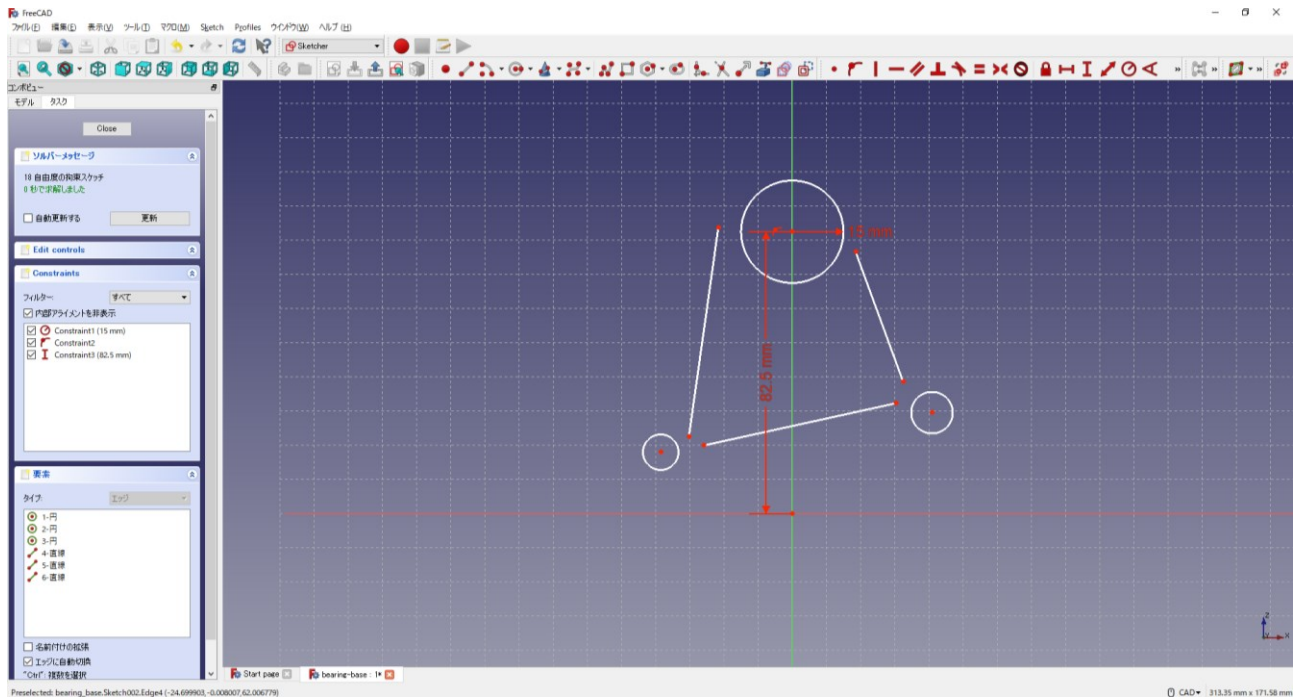 FreeCAD
ファイル(F) 編集(E) 表示(V) ツール(T) マクロ(M) Sketch Profiles ウインドウ(W) ヘルプ(H)
Sketcher
コンボビュー
モデル タスク
Close
ソルバーメッセージ
18 自由度の拘束スケッチ
0 秒で求解しました
自動更新する 更新
Edit controls
Constraints
フィルター: すべて
内部アライメントを非表示
Constraint1 (15 mm)
Constraint2
Constraint3 (82.5 mm)
要素
タイプ: エッジ
1-円
2-円
3-円
4-直線
5-直線
6-直線
名前付けの拡張
エッジに自動切換
"Ctrl": 複数を選択
15 mm
82.5 mm
Z
X
Start page bearing-base : 1*
Preselected: bearing_base.Sketch002.Edge4 (-24.699903,-0.008007,62.006779)
CAD 313.35 mm x 171.58 mm